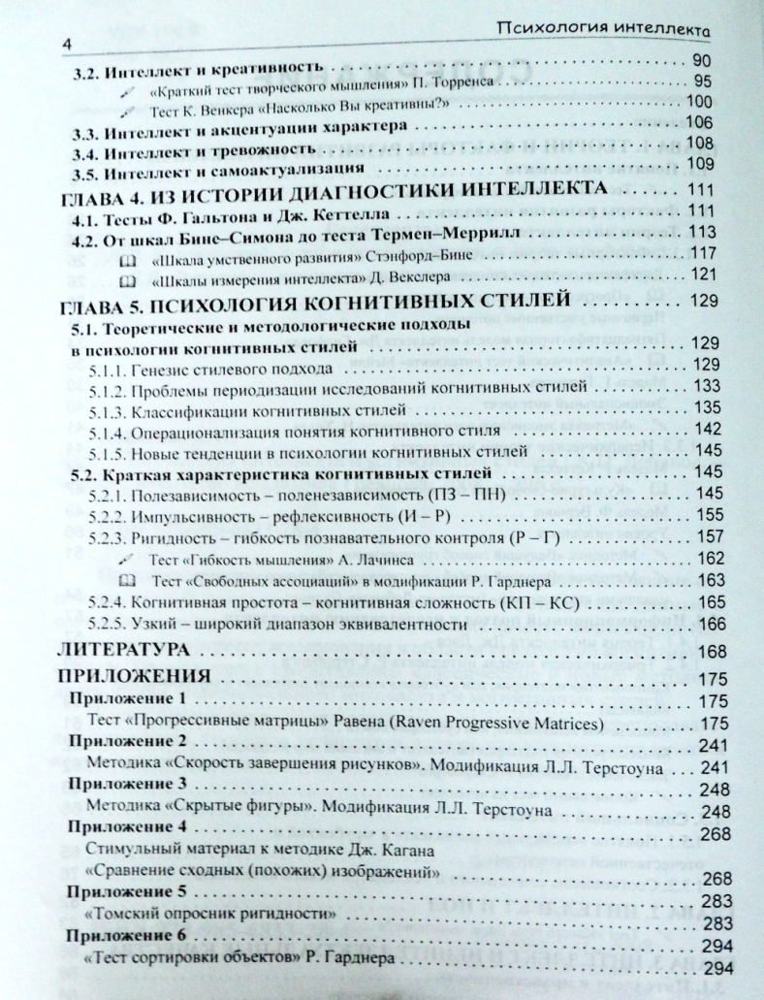 4
Психология интеллекта
3.2. Интеллект и креативность 90
«Краткий тест творческого мышления» П. Торренса 95
Тест К. Венкера «Насколько Вы креативны?» 100
3.3. Интеллект и акцентуации характера 106
3.4. Интеллект и тревожность 108
3.5. Интеллект и самоактуализация 109
ГЛАВА 4. ИЗ ИСТОРИИ ДИАГНОСТИКИ ИНТЕЛЛЕКТА 111
4.1. Тесты Ф. Гальтона и Дж. Кеттелла 111
4.2. От шкал Бине–Симона до теста Термен–Меррилл 113
«Шкала умственного развития» Стэнфорд–Бине 117
«Шкалы измерения интеллекта» Д. Векслера 121
ГЛАВА 5. ПСИХОЛОГИЯ КОГНИТИВНЫХ СТИЛЕЙ 129
5.1. Теоретические и методологические подходы
в психологии когнитивных стилей 129
5.1.1. Генезис стилевого подхода 129
5.1.2. Проблемы периодизации исследований когнитивных стилей 133
5.1.3. Классификации когнитивных стилей 135
5.1.4. Операционализация понятия когнитивного стиля 142
5.1.5. Новые тенденции в психологии когнитивных стилей 145
5.2. Краткая характеристика когнитивных стилей 145
5.2.1. Полезависимость – поленезависимость (ПЗ – ПН) 145
5.2.2. Импульсивность – рефлексивность (И – Р) 155
5.2.3. Ригидность – гибкость познавательного контроля (Р – Г) 157
Тест «Гибкость мышления» А. Лачинса 162
Тест «Свободных ассоциаций» в модификации Р. Гарднера 163
5.2.4. Когнитивная простота – когнитивная сложность (КП – КС) 165
5.2.5. Узкий – широкий диапазон эквивалентности 166
ЛИТЕРАТУРА 168
ПРИЛОЖЕНИЯ 175
Приложение 1 175
Тест «Прогрессивные матрицы» Равена (Raven Progressive Matrices) 175
Приложение 2 241
Методика «Скорость завершения рисунков». Модификация Л.Л. Терстоуна 241
Приложение 3 248
Методика «Скрытые фигуры». Модификация Л.Л. Терстоуна 248
Приложение 4 268
Стимульный материал к методике Дж. Кагана
«Сравнение сходных (похожих) изображений» 268
Приложение 5 283
«Томский опросник ригидности» 283
Приложение 6 294
«Тест сортировки объектов» Р. Гарднера 294